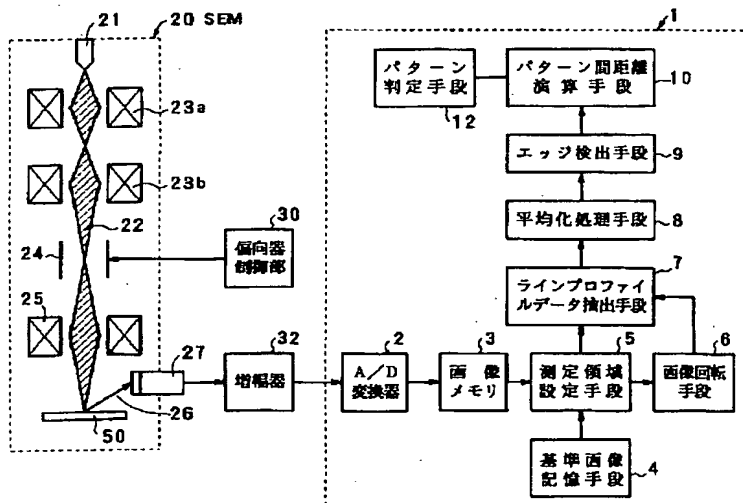 21
20 SEM
23a
23b
22
24
25
27
26
50
30
偏向器
制御部
32
増幅器
1
パターン
判定手段
12
パターン間距離
演算手段
10
エッジ検出手段
9
平均化処理手段
8
ラインプロファイ
ルデータ検出手段
7
2
A/D
変換器
3
画像
メモリ
5
測定領域
設定手段
6
画像回転
手段
基準画像
記憶手段
4